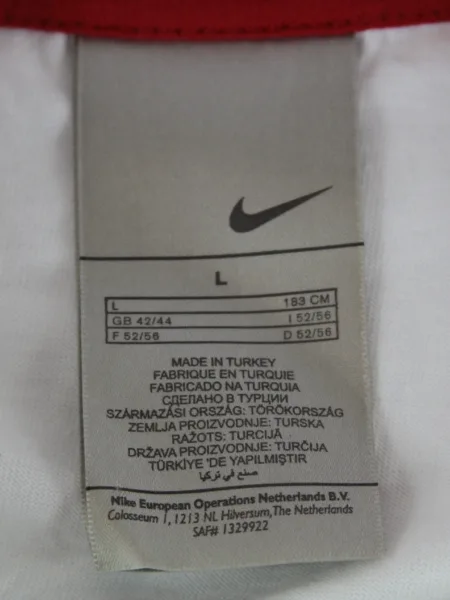 L
L 183 CM
GB 42/44 I 52/56
F 52/56 D 52/56
MADE IN TURKEY
FABRIQUE EN TURQUIE
FABRICADO NA TURQUIA
СДЕЛАНО В ТУРЦИИ
SZÁRMAZÁSI ORSZÁG: TÖRÖKORSZÁG
ZEMLJA PROIZVODNJE: TURSKA
RAŽOTS: TURCIJĀ
DRŽAVA PROIZVODNJE: TURČIJA
TÜRKİYE 'DE YAPILMIŞTIR
صنع في تركيا
Nike European Operations Netherlands B.V.
Colosseum 1, 1213 NL Hilversum, The Netherlands
SAF# 1329922